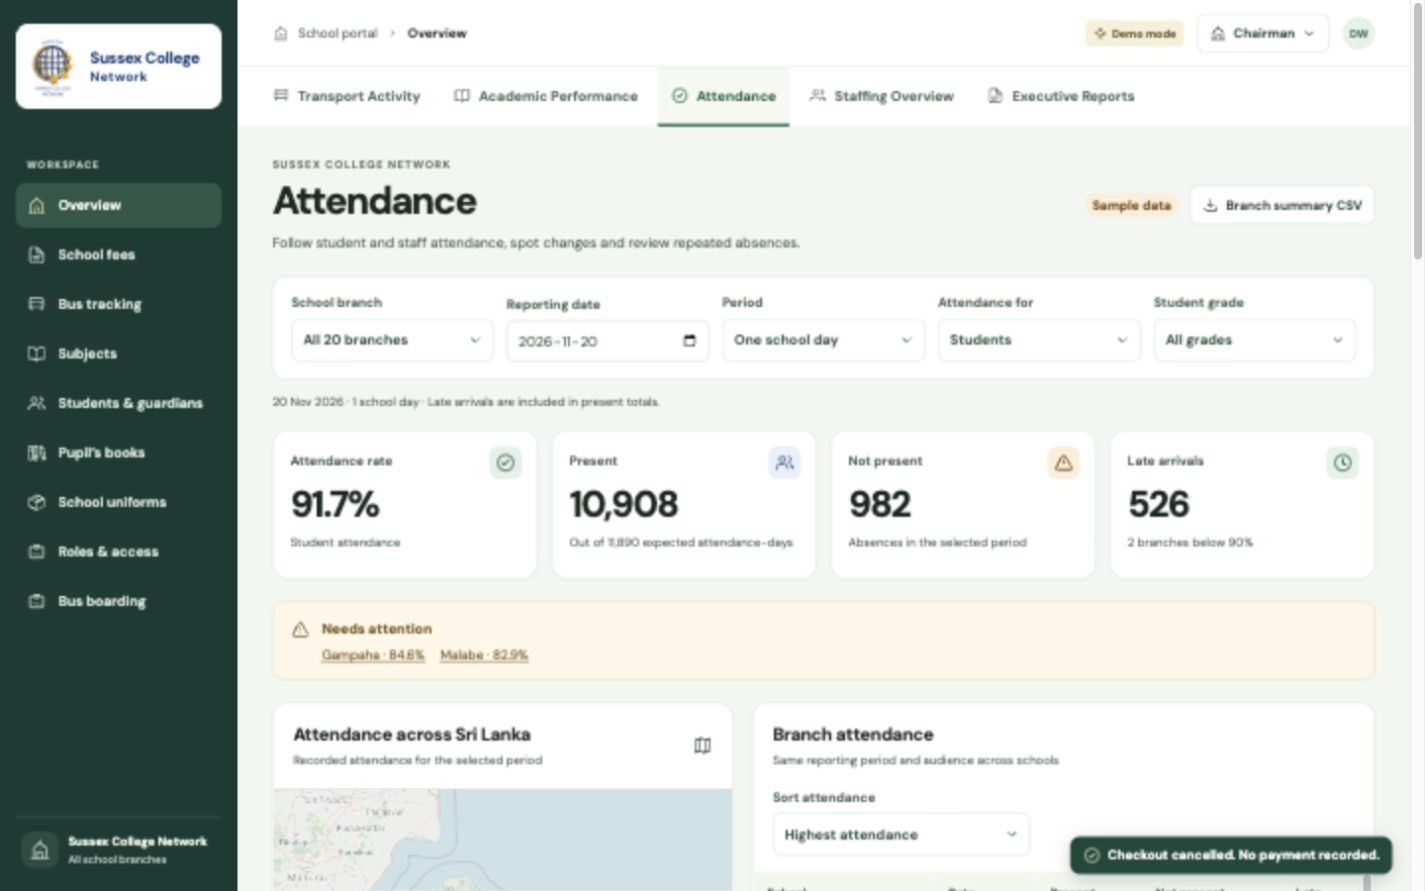 Sussex College
Network
WORKSPACE
Overview
School fees
Bus tracking
Subjects
Students & guardians
Pupil's books
School uniforms
Roles & access
Bus boarding
Sussex College Network
All school branches
School portal > Overview
Demo mode
Chairman
DW
Transport Activity
Academic Performance
Attendance
Staffing Overview
Executive Reports
SUSSEX COLLEGE NETWORK
Attendance
Follow student and staff attendance, spot changes and review repeated absences.
Sample data
Branch summary CSV
School branch
All 20 branches
Reporting date
2026-11-20
Period
One school day
Attendance for
Students
Student grade
All grades
20 Nov 2026 · 1 school day · Late arrivals are included in present totals.
Attendance rate
91.7%
Student attendance
Present
10,908
Out of 11,890 expected attendance-days
Not present
982
Absences in the selected period
Late arrivals
526
2 branches below 90%
Needs attention
Gampaha · 84.6% Malabe · 82.9%
Attendance across Sri Lanka
Recorded attendance for the selected period
Branch attendance
Same reporting period and audience across schools
Sort attendance
Highest attendance
Checkout cancelled. No payment recorded.